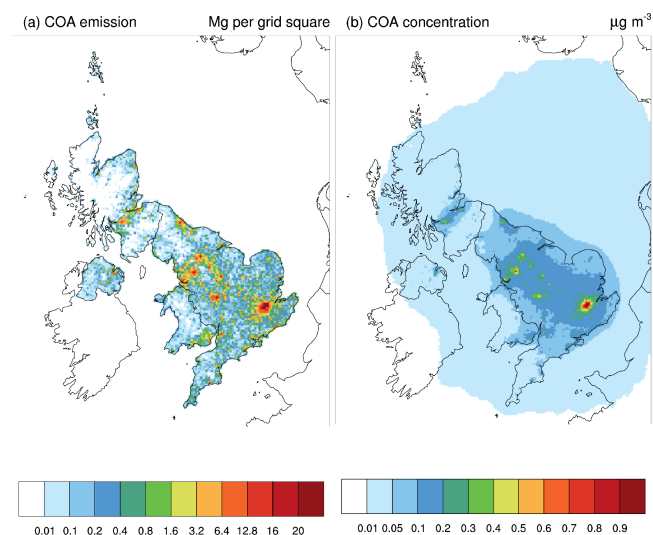 (a) COA emission Mg per grid square
(b) COA concentration µg m-3
0.01 0.1 0.2 0.4 0.8 1.6 3.2 6.4 12.8 16 20
0.01 0.05 0.1 0.2 0.3 0.4 0.5 0.6 0.7 0.8 0.9